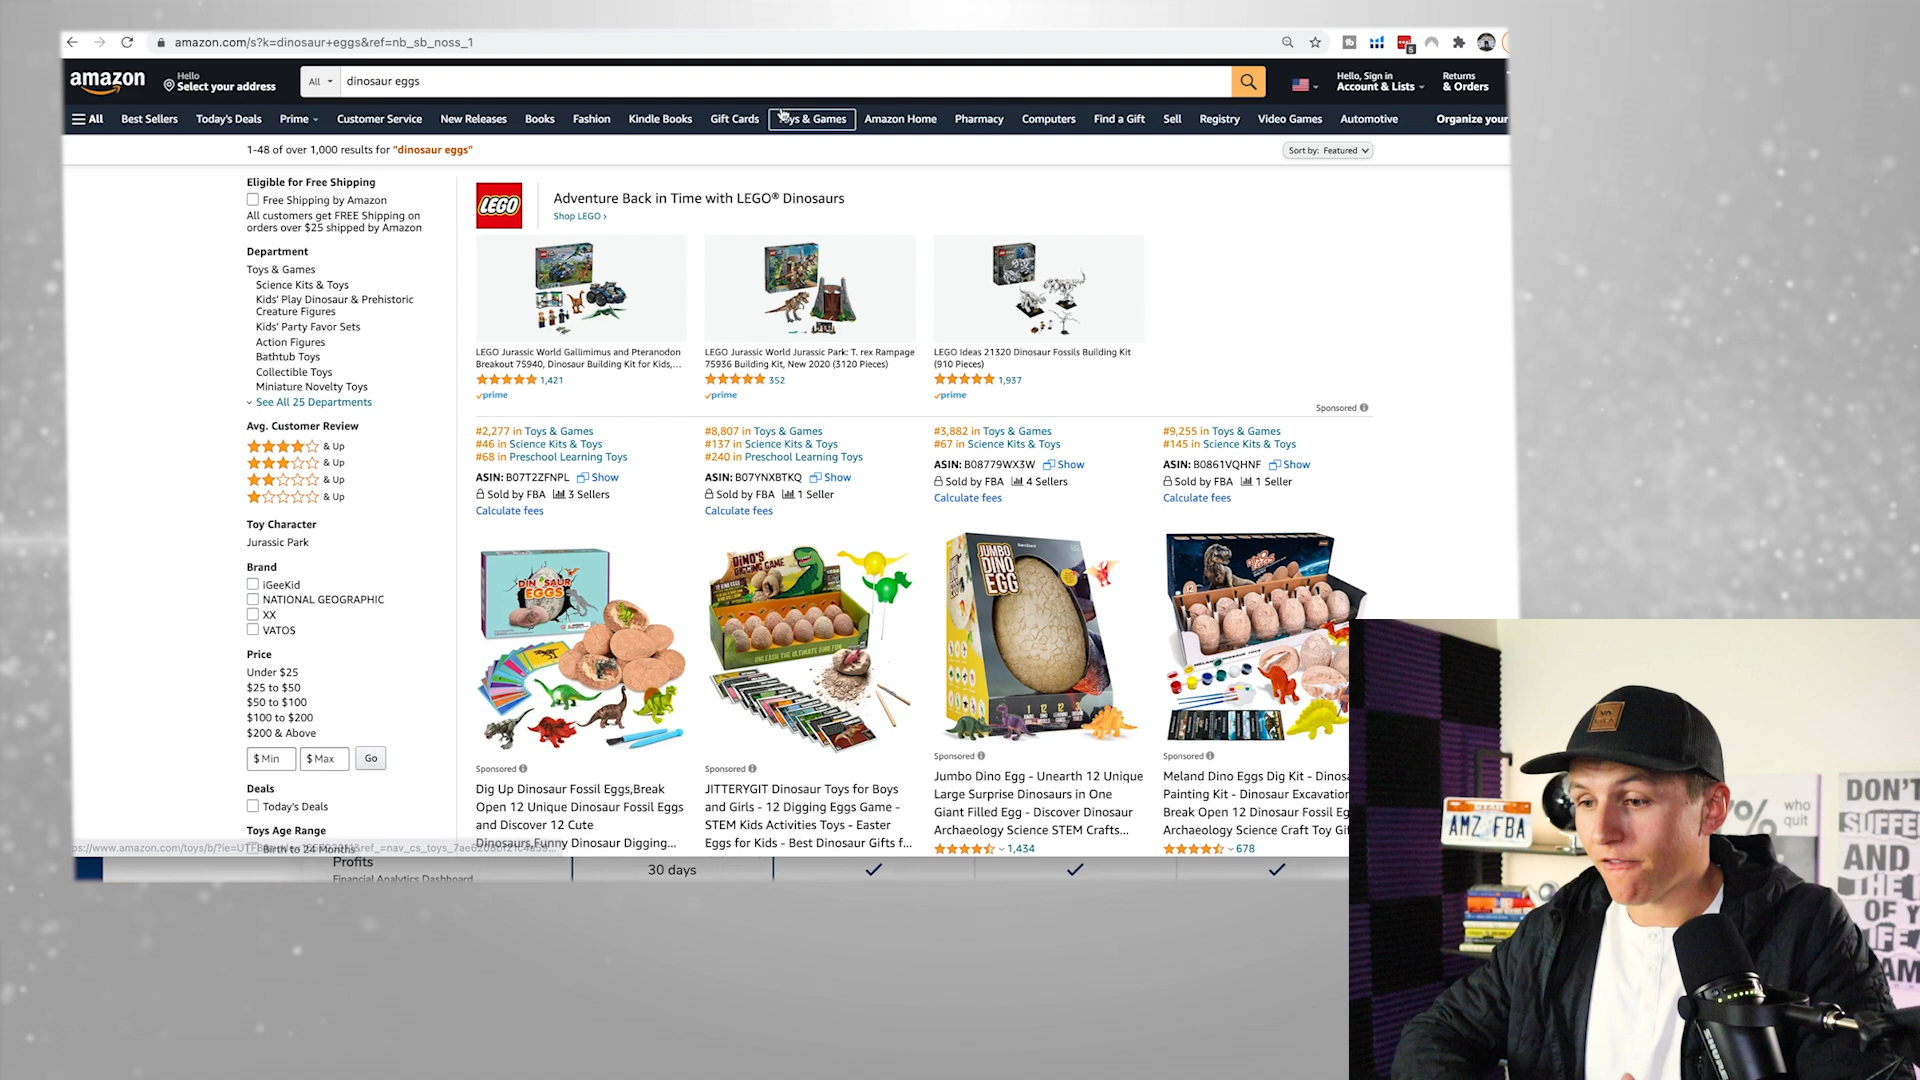 amazon.com/s?k=dinosaur+eggs&ref=nb_sb_noss_1
5
amazon
Hello
Select your address
All
dinosaur eggs
Hello, Sign in
Account & Lists
Returns
& Orders
All
Best Sellers
Today's Deals
Prime
Customer Service
New Releases
Books
Fashion
Kindle Books
Gift Cards
& Games
Amazon Home
Pharmacy
Computers
Find a Gift
Sell
Registry
Video Games
Automotive
Organize your
1-48 of over 1,000 results for "dinosaur eggs"
Sort by: Featured
Eligible for Free Shipping
Free Shipping by Amazon
All customers get FREE Shipping on
orders over $25 shipped by Amazon
Department
Toys & Games
Science Kits & Toys
Kids' Play Dinosaur & Prehistoric
Creature Figures
Kids' Party Favor Sets
Action Figures
Bathtub Toys
Collectible Toys
Miniature Novelty Toys
See All 25 Departments
Avg. Customer Review
& Up
& Up
& Up
& Up
Toy Character
Jurassic Park
Brand
iGeeKid
NATIONAL GEOGRAPHIC
XX
VATOS
Price
Under $25
$25 to $50
$50 to $100
$100 to $200
$200 & Above
$ Min
$ Max
Go
Deals
Today's Deals
Toys Age Range
Birth to 24 Months
LEGO
Adventure Back in Time with LEGO® Dinosaurs
Shop LEGO ›
LEGO Jurassic World Gallimimus and Pteranodon
Breakout 75940, Dinosaur Building Kit for Kids,...
1,421
prime
LEGO Jurassic World Jurassic Park: T. rex Rampage
75936 Building Kit, New 2020 (3120 Pieces)
352
prime
LEGO Ideas 21320 Dinosaur Fossils Building Kit
(910 Pieces)
1,937
prime
Sponsored
#2,277 in Toys & Games
#46 in Science Kits & Toys
#68 in Preschool Learning Toys
ASIN: B07T2ZFNPL Show
Sold by FBA 3 Sellers
Calculate fees
DINOSAUR
EGGS
Sponsored
Dig Up Dinosaur Fossil Eggs,Break
Open 12 Unique Dinosaur Fossil Eggs
and Discover 12 Cute
Dinosaurs,Funny Dinosaur Digging...
#8,807 in Toys & Games
#137 in Science Kits & Toys
#240 in Preschool Learning Toys
ASIN: B07YNXBTKQ Show
Sold by FBA 1 Seller
Calculate fees
DINO'S
DIGGING GAME
UNLEASH THE ULTIMATE DINO FUN
Sponsored
JITTERYGIT Dinosaur Toys for Boys
and Girls - 12 Digging Eggs Game -
STEM Kids Activities Toys - Easter
Eggs for Kids - Best Dinosaur Gifts f...
#3,882 in Toys & Games
#67 in Science Kits & Toys
ASIN: B08779WX3W Show
Sold by FBA 4 Sellers
Calculate fees
JUMBO
DINO
EGG
Sponsored
Jumbo Dino Egg - Unearth 12 Unique
Large Surprise Dinosaurs in One
Giant Filled Egg - Discover Dinosaur
Archaeology Science STEM Crafts...
1,434
#9,255 in Toys & Games
#145 in Science Kits & Toys
ASIN: B0861VQHNF Show
Sold by FBA 1 Seller
Calculate fees
Sponsored
Meland Dino Eggs Dig Kit - Dinosa
Painting Kit - Dinosaur Excavation
Break Open 12 Dinosaur Fossil Eg
Archaeology Science Craft Toy Gif
678
Profits
Financial Analytics Dashboard
30 days
UTAH
AMZ FBA
%
who
quit
DON'T
SUFFER
AND
THE
OF Y
LIFE
AM
SHURE